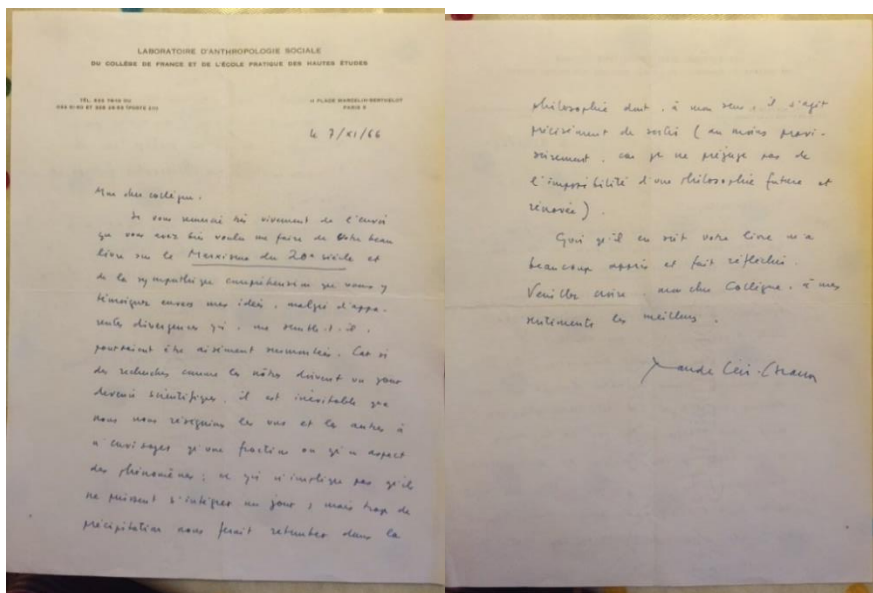 LABORATOIRE D'ANTHROPOLOGIE SOCIALE
DU COLLÈGE DE FRANCE ET DE L'ÉCOLE PRATIQUE DES HAUTES ÉTUDES
11 PLACE MARCELIN-BERTHELOT
PARIS 5
le 7/XI/66
Mon cher collègue,
Je vous remercie très vivement de l'envoi
que vous avez bien voulu me faire de votre beau
livre sur le Marxisme du 20e siècle et
de la sympathique compréhension que vous y
témoignez envers mes idées, malgré d'appa-
rentes divergences qui, me semble-t-il,
pourraient être aisément surmontées. Car si
des recherches comme les nôtres doivent un jour
devenir scientifiques, il est inévitable que
nous nous résignions les uns et les autres à
n'envisager qu'une fraction ou qu'un aspect
des phénomènes ; ce qui n'implique pas qu'ils
ne puissent s'intégrer un jour ; mais trop de
précipitation nous ferait retomber dans la
philosophie dont, à mon sens, il s'agit
précisément de sortir (au moins provi-
soirement, car je ne préjuge pas de
l'impossibilité d'une philosophie future et
rénovée).
Quoi qu'il en soit votre livre m'a
beaucoup appris et fait réfléchir.
Veuillez croire, mon cher Collègue, à mes
sentiments les meilleurs.
Claude Lévi-Strauss